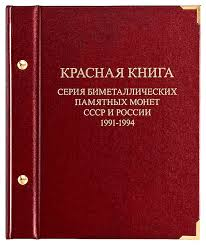 КРАСНАЯ КНИГА
СЕРИЯ БИМЕТАЛЛИЧЕСКИХ
ПАМЯТНЫХ МОНЕТ
СССР И РОССИИ
1991-1994